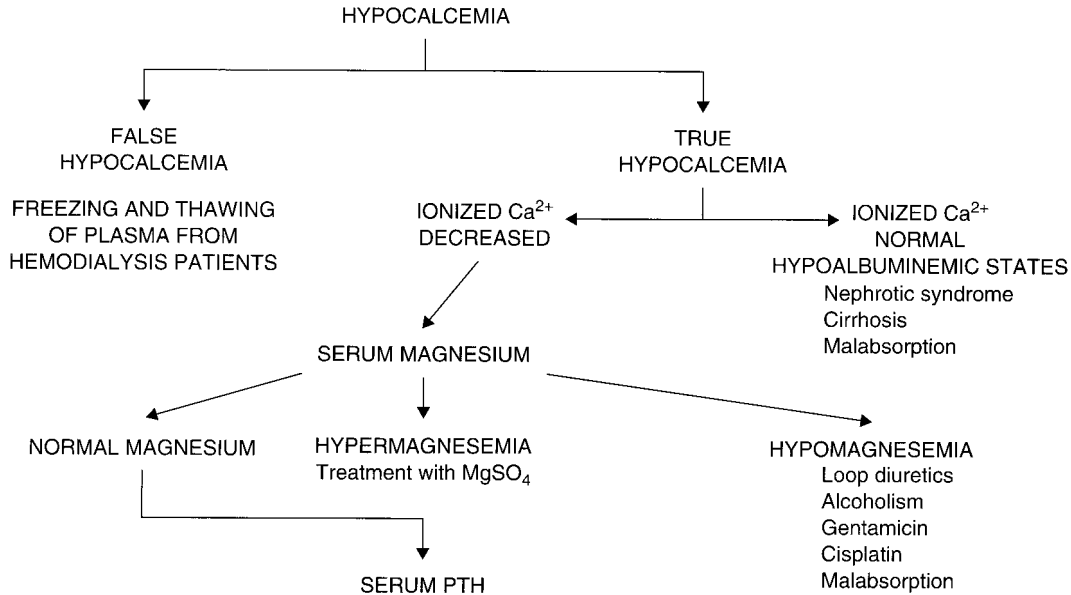 HYPOCALCEMIA
FALSE
HYPOCALCEMIA
FREEZING AND THAWING
OF PLASMA FROM
HEMODIALYSIS PATIENTS
TRUE
HYPOCALCEMIA
IONIZED Ca²⁺
DECREASED
IONIZED Ca²⁺
NORMAL
HYPOALBUMINEMIC STATES
Nephrotic syndrome
Cirrhosis
Malabsorption
SERUM MAGNESIUM
NORMAL MAGNESIUM
HYPERMAGNESEMIA
Treatment with MgSO₄
HYPOMAGNESEMIA
Loop diuretics
Alcoholism
Gentamicin
Cisplatin
Malabsorption
SERUM PTH